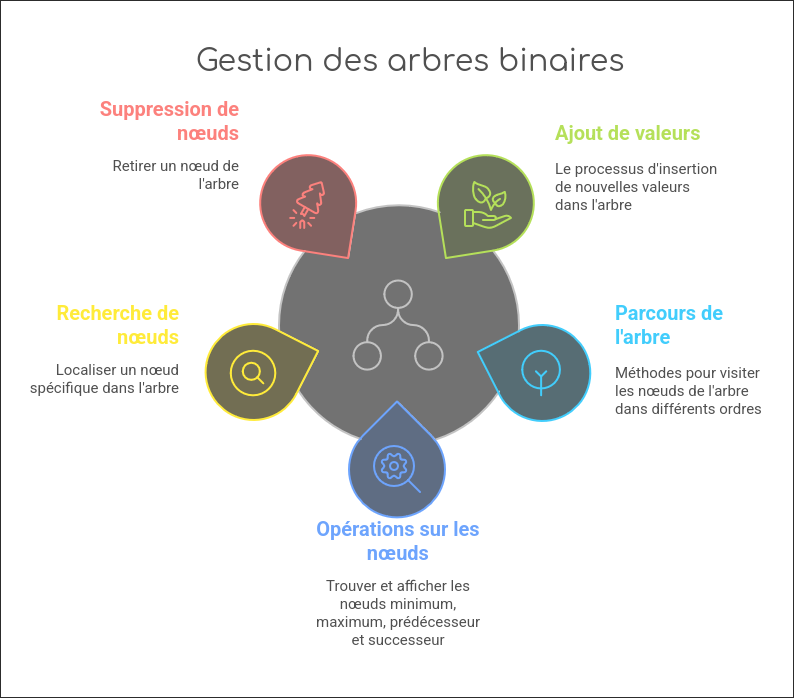 Gestion des arbres binaires
Suppression de
nœuds
Retirer un nœud de
l'arbre
Ajout de valeurs
Le processus d'insertion
de nouvelles valeurs
dans l'arbre
Recherche de
nœuds
Localiser un nœud
spécifique dans l'arbre
Parcours de
l'arbre
Méthodes pour visiter
les nœuds de l'arbre
dans différents ordres
Opérations sur les
nœuds
Trouver et afficher les
nœuds minimum,
maximum, prédécesseur
et successeur